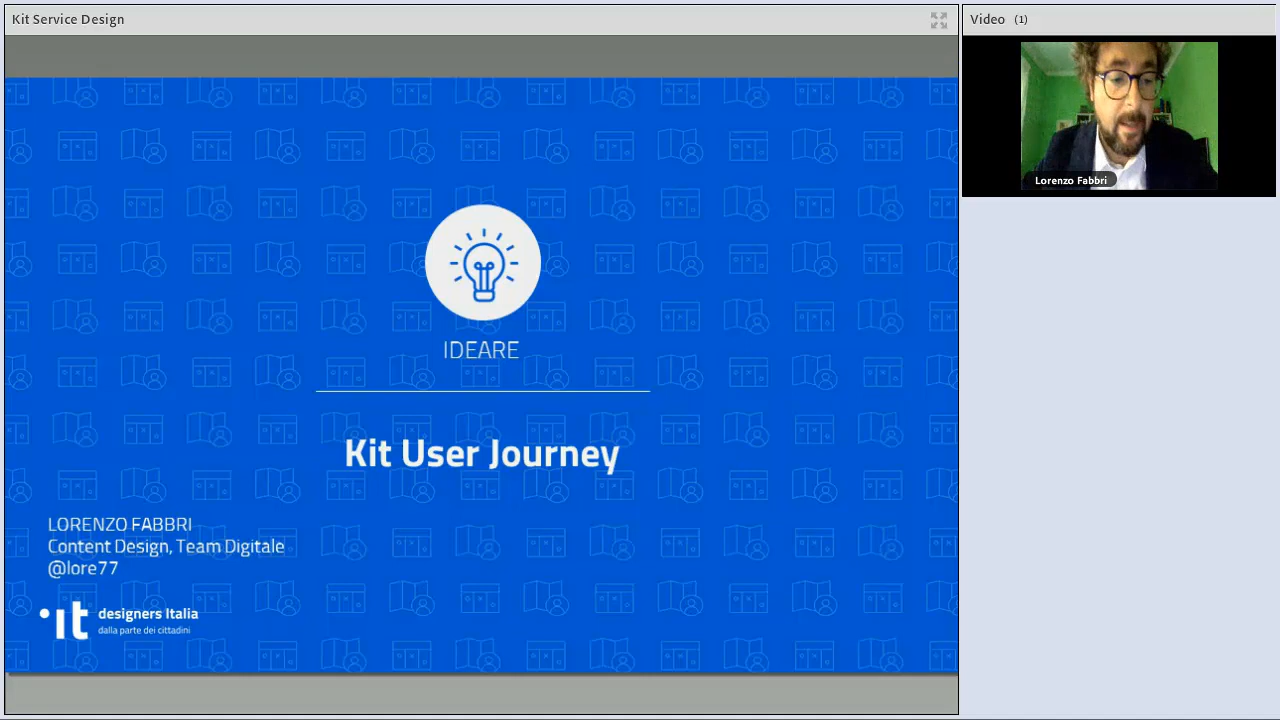 Kit Service Design
Video (1)
Lorenzo Fabbri
IDEARE
Kit User Journey
LORENZO FABBRI
Content Design, Team Digitale
@lore77
designers Italia
dalla parte dei cittadini